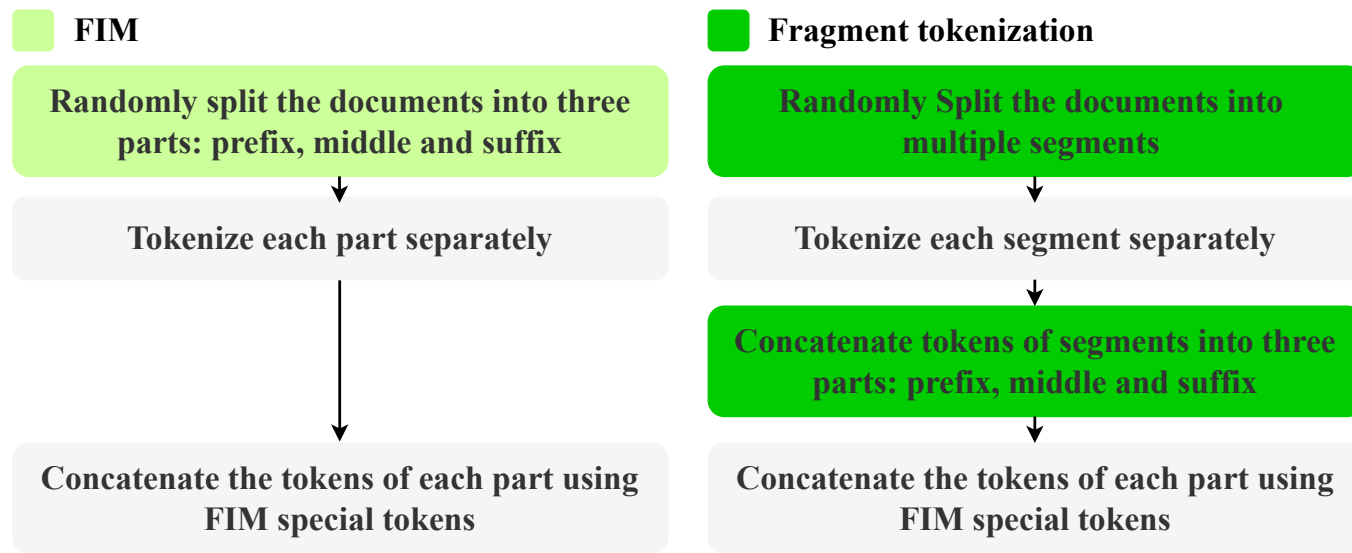 FIM
Randomly split the documents into three
parts: prefix, middle and suffix
Tokenize each part separately
Concatenate the tokens of each part using
FIM special tokens
Fragment tokenization
Randomly Split the documents into
multiple segments
Tokenize each segment separately
Concatenate tokens of segments into three
parts: prefix, middle and suffix
Concatenate the tokens of each part using
FIM special tokens